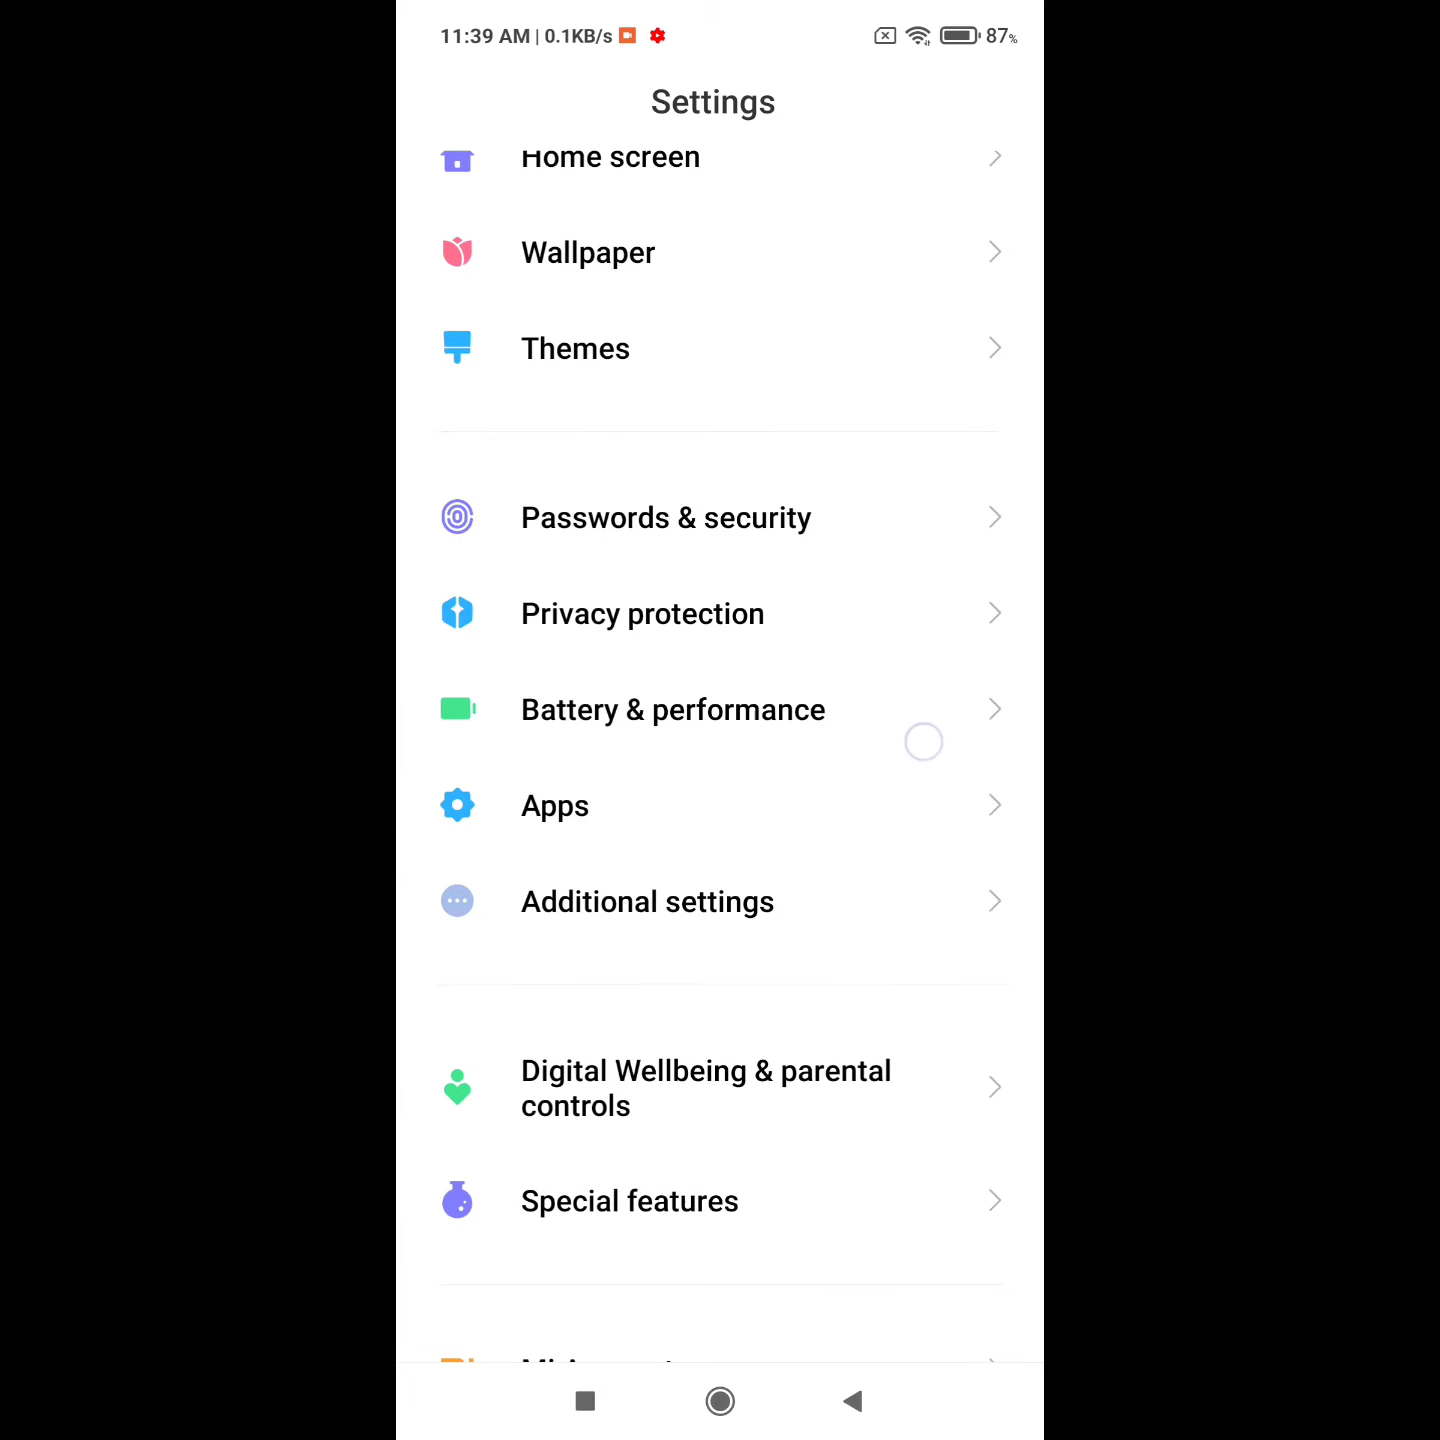 11:39 AM | 0.1KB/s 87%
Settings
Home screen
Wallpaper
Themes
Passwords & security
Privacy protection
Battery & performance
Apps
Additional settings
Digital Wellbeing & parental
controls
Special features